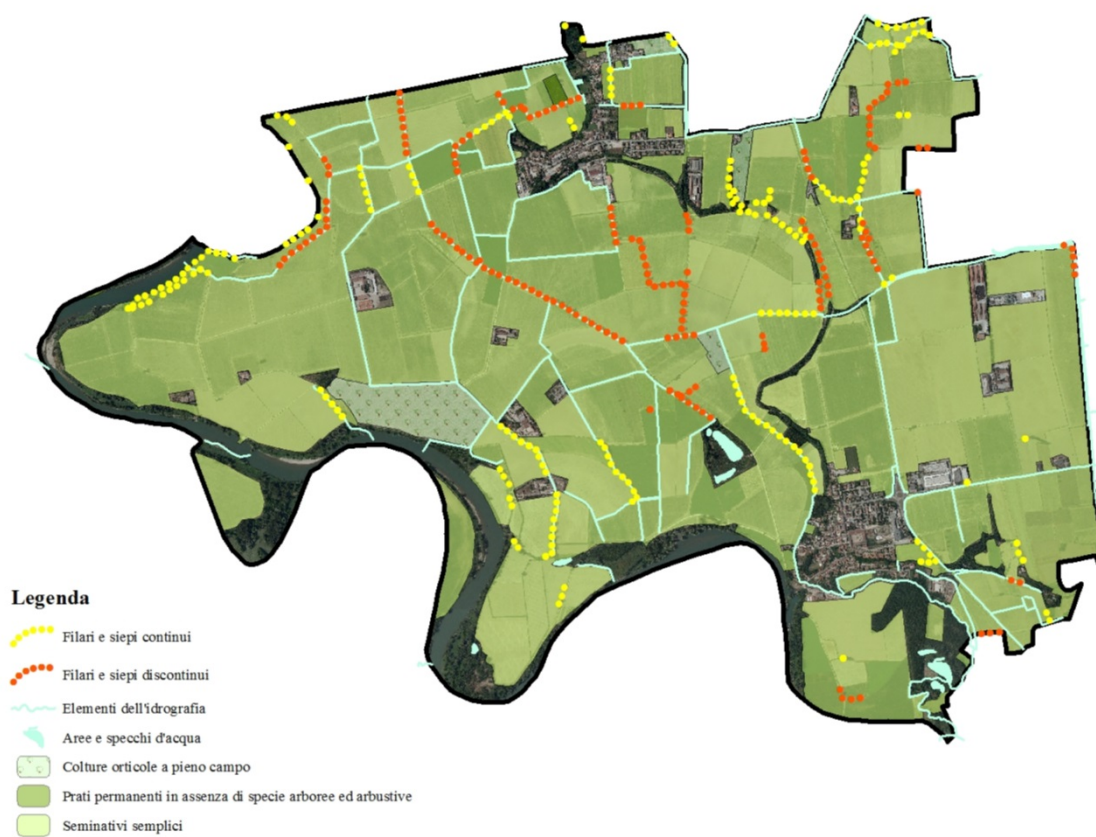 Legenda
Filari e siepi continui
Filari e siepi discontinui
Elementi dell'idrografia
Aree e specchi d'acqua
Colture orticole a pieno campo
Prati permanenti in assenza di specie arboree ed arbustive
Seminativi semplici